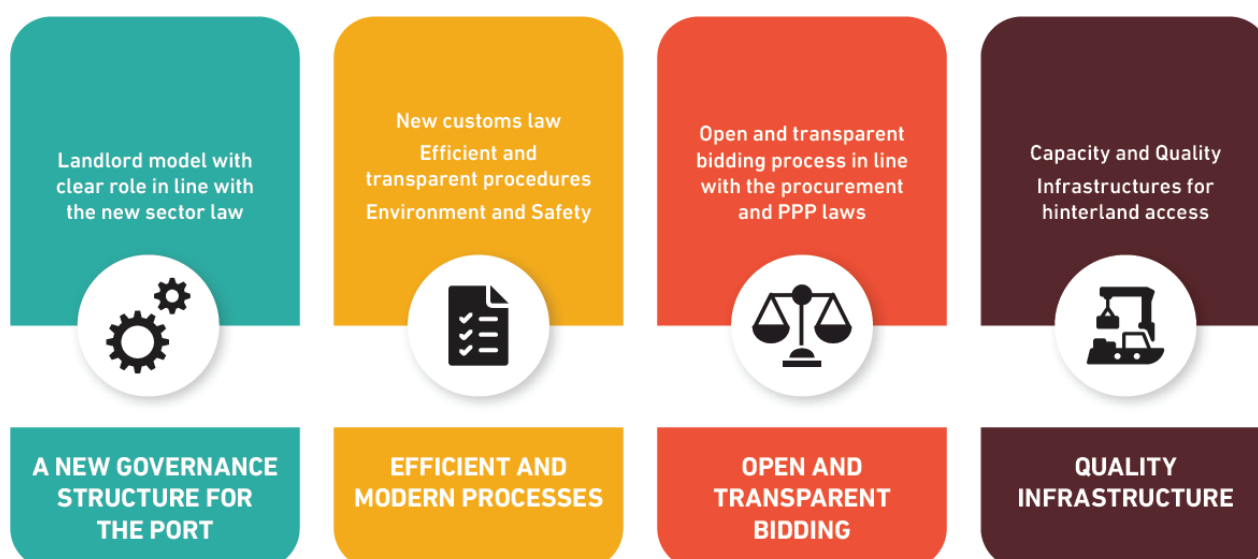 Landlord model with
clear role in line with
the new sector law
A NEW GOVERNANCE
STRUCTURE FOR
THE PORT
New customs law
Efficient and
transparent procedures
Environment and Safety
EFFICIENT AND
MODERN PROCESSES
Open and transparent
bidding process in line
with the procurement
and PPP laws
OPEN AND
TRANSPARENT
BIDDING
Capacity and Quality
Infrastructures for
hinterland access
QUALITY
INFRASTRUCTURE